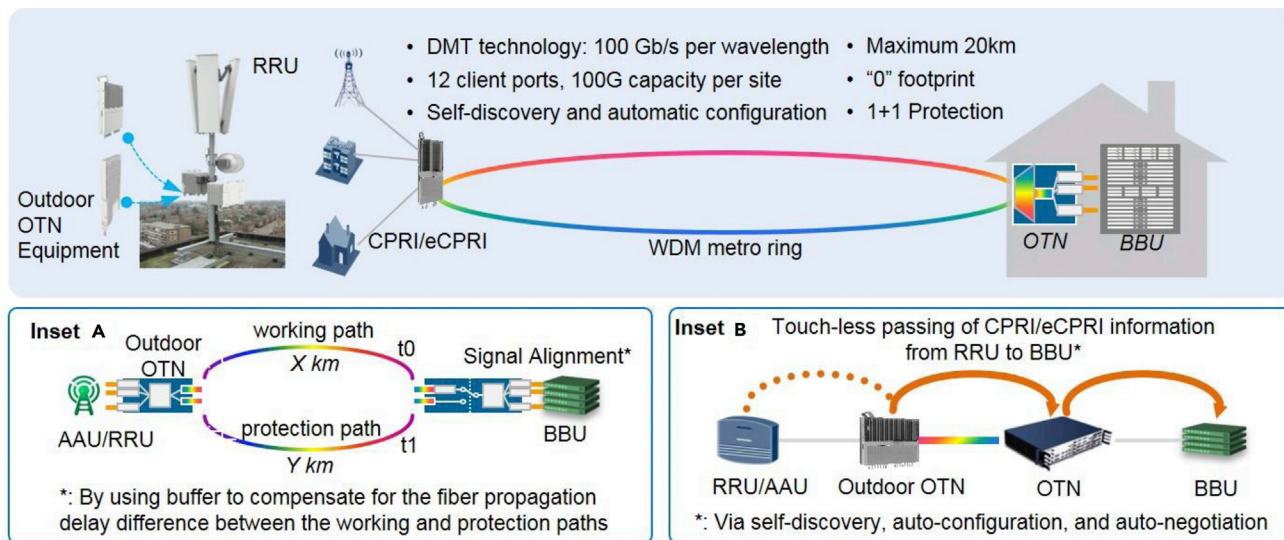 RRU
• DMT technology: 100 Gb/s per wavelength
• 12 client ports, 100G capacity per site
• Self-discovery and automatic configuration
• Maximum 20km
• “0” footprint
• 1+1 Protection
Outdoor
OTN
Equipment
CPRI/eCPRI
WDM metro ring
OTN
BBU
Inset A
Outdoor
OTN
working path
X km
t0
Signal Alignment*
AAU/RRU
protection path
Y km
t1
BBU
*: By using buffer to compensate for the fiber propagation
delay difference between the working and protection paths
Inset B
Touch-less passing of CPRI/eCPRI information
from RRU to BBU*
RRU/AAU
Outdoor OTN
OTN
BBU
*: Via self-discovery, auto-configuration, and auto-negotiation